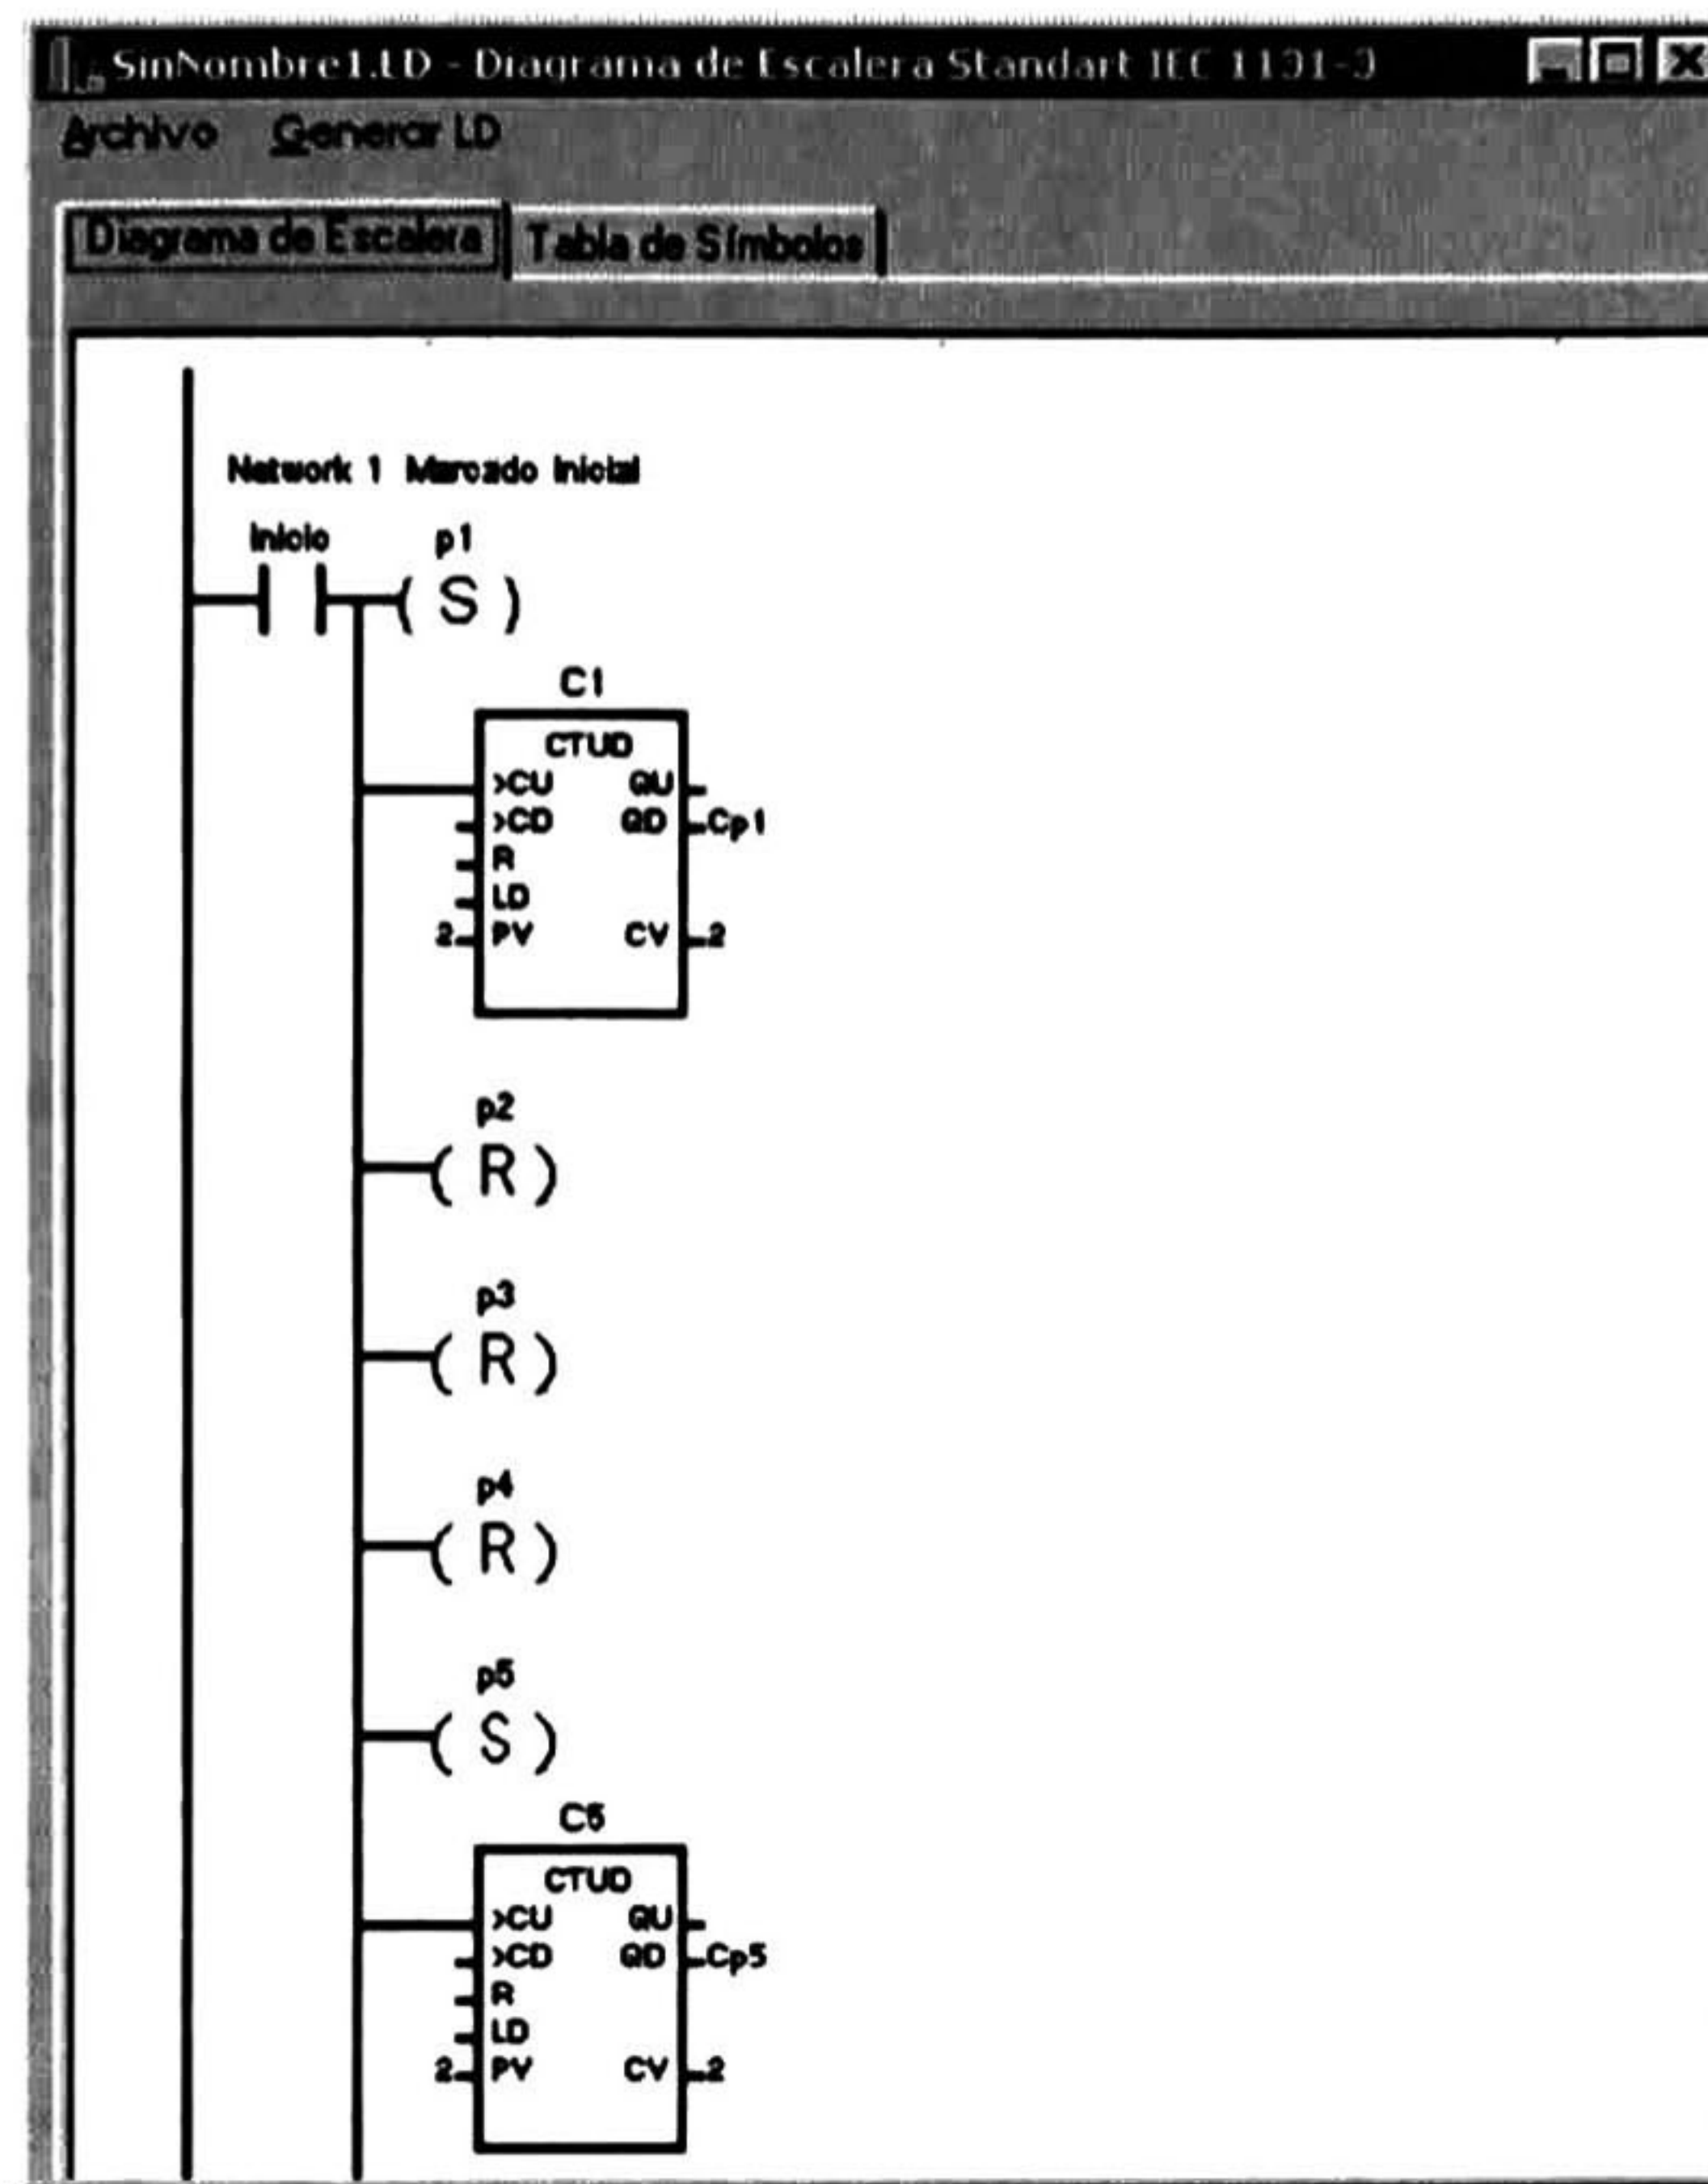 SinNombre1.LD - Diagrama de Escalera Standart IEC 1131-3
Archivo Generar LD
Diagrama de Escalera Tabla de Símbolos
Network 1 Marcado Inicial
Inicio p1
( S )
C1
CTUD
>CU QU
>CD QD Cp1
R
LD
2 PV CV 2
p2
( R )
p3
( R )
p4
( R )
p5
( S )
C5
CTUD
>CU QU
>CD QD Cp5
R
LD
2 PV CV 2